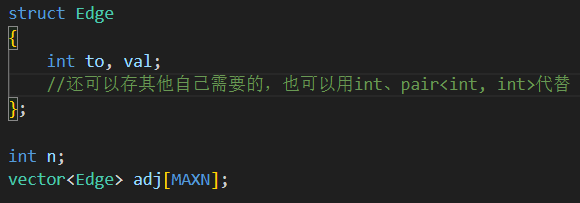 struct Edge
{
    int to, val;
    //还可以存其他自己需要的，也可以用int、pair<int, int>代替
};

int n;
vector<Edge> adj[MAXN];